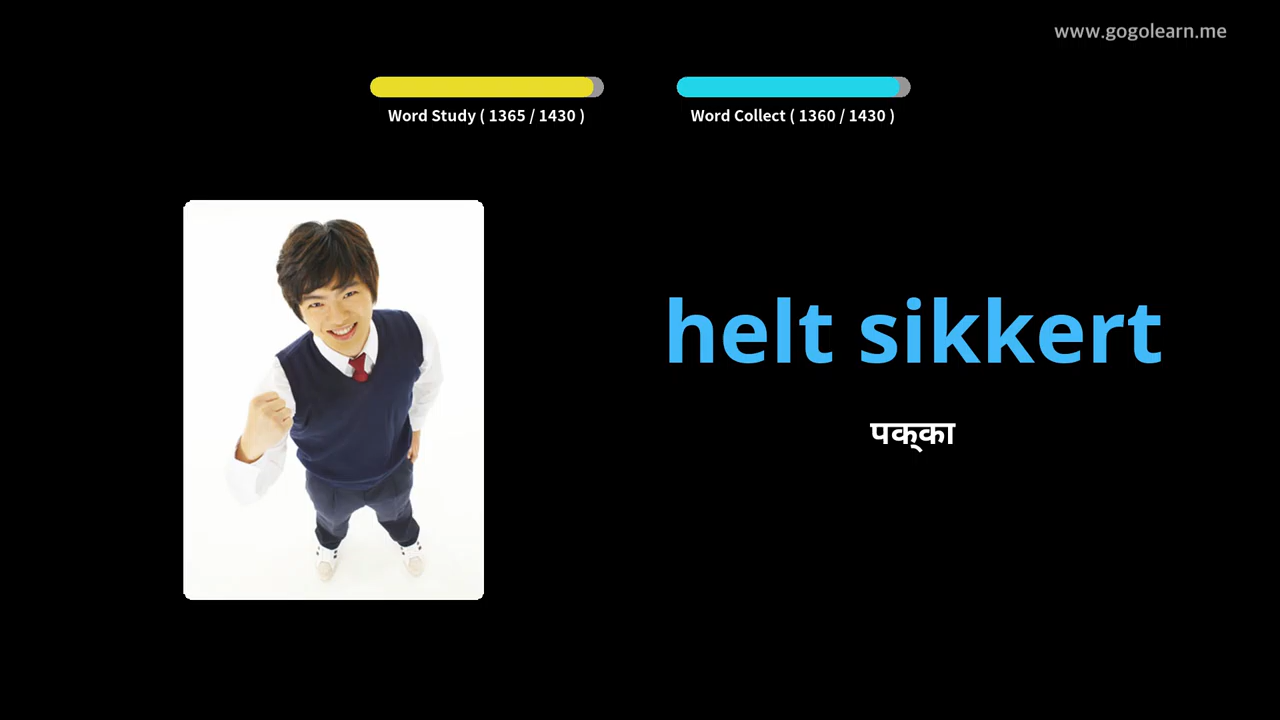 www.gogolearn.me
Word Study ( 1365 / 1430 )
Word Collect ( 1360 / 1430 )
helt sikkert
पक्का